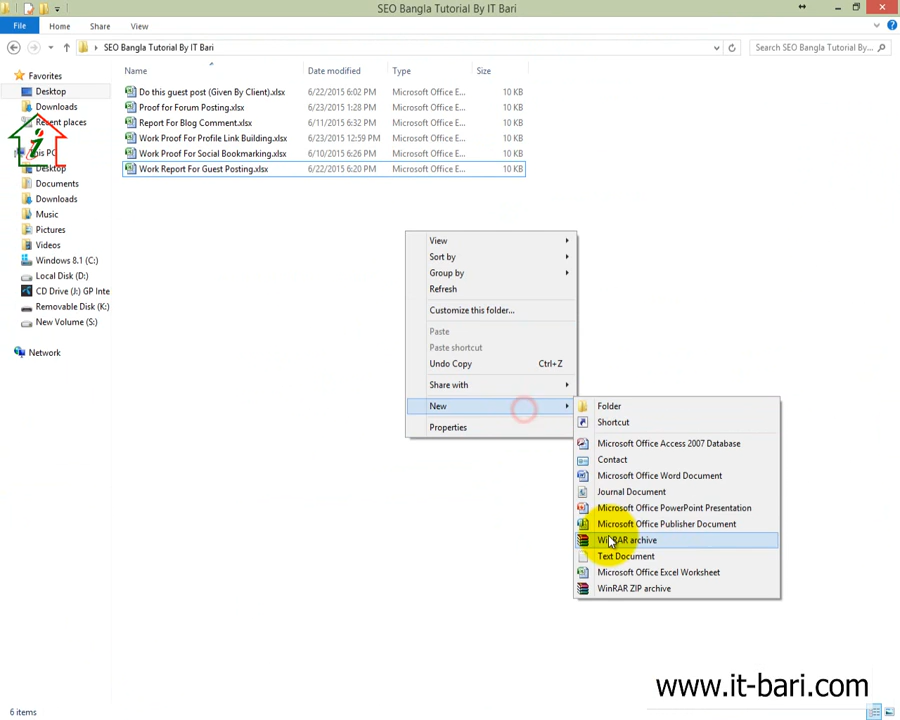 SEO Bangla Tutorial By IT Bari
File Home Share View
SEO Bangla Tutorial By IT Bari
Search SEO Bangla Tutorial By IT...
Name Date modified Type Size
Do this guest post (Given By Client).xlsx 6/22/2015 6:02 PM Microsoft Office E... 10 KB
Proof for Forum Posting.xlsx 6/23/2015 1:28 PM Microsoft Office E... 10 KB
Report For Blog Comment.xlsx 6/11/2015 6:32 PM Microsoft Office E... 10 KB
Work Proof For Profile Link Building.xlsx 6/23/2015 12:59 PM Microsoft Office E... 10 KB
Work Proof For Social Bookmarking.xlsx 6/10/2015 6:26 PM Microsoft Office E... 10 KB
Work Report For Guest Posting.xlsx 6/22/2015 6:20 PM Microsoft Office E... 10 KB
Favorites
Desktop
Downloads
Recent places
This PC
Desktop
Documents
Downloads
Music
Pictures
Videos
Windows 8.1 (C:)
Local Disk (D:)
CD Drive (J:) GP Inte
Removable Disk (K:)
New Volume (S:)
Network
View
Sort by
Group by
Refresh
Customize this folder...
Paste
Paste shortcut
Undo Copy Ctrl+Z
Share with
New
Properties
Folder
Shortcut
Microsoft Office Access 2007 Database
Contact
Microsoft Office Word Document
Journal Document
Microsoft Office PowerPoint Presentation
Microsoft Office Publisher Document
WinRAR archive
Text Document
Microsoft Office Excel Worksheet
WinRAR ZIP archive
www.it-bari.com
6 items